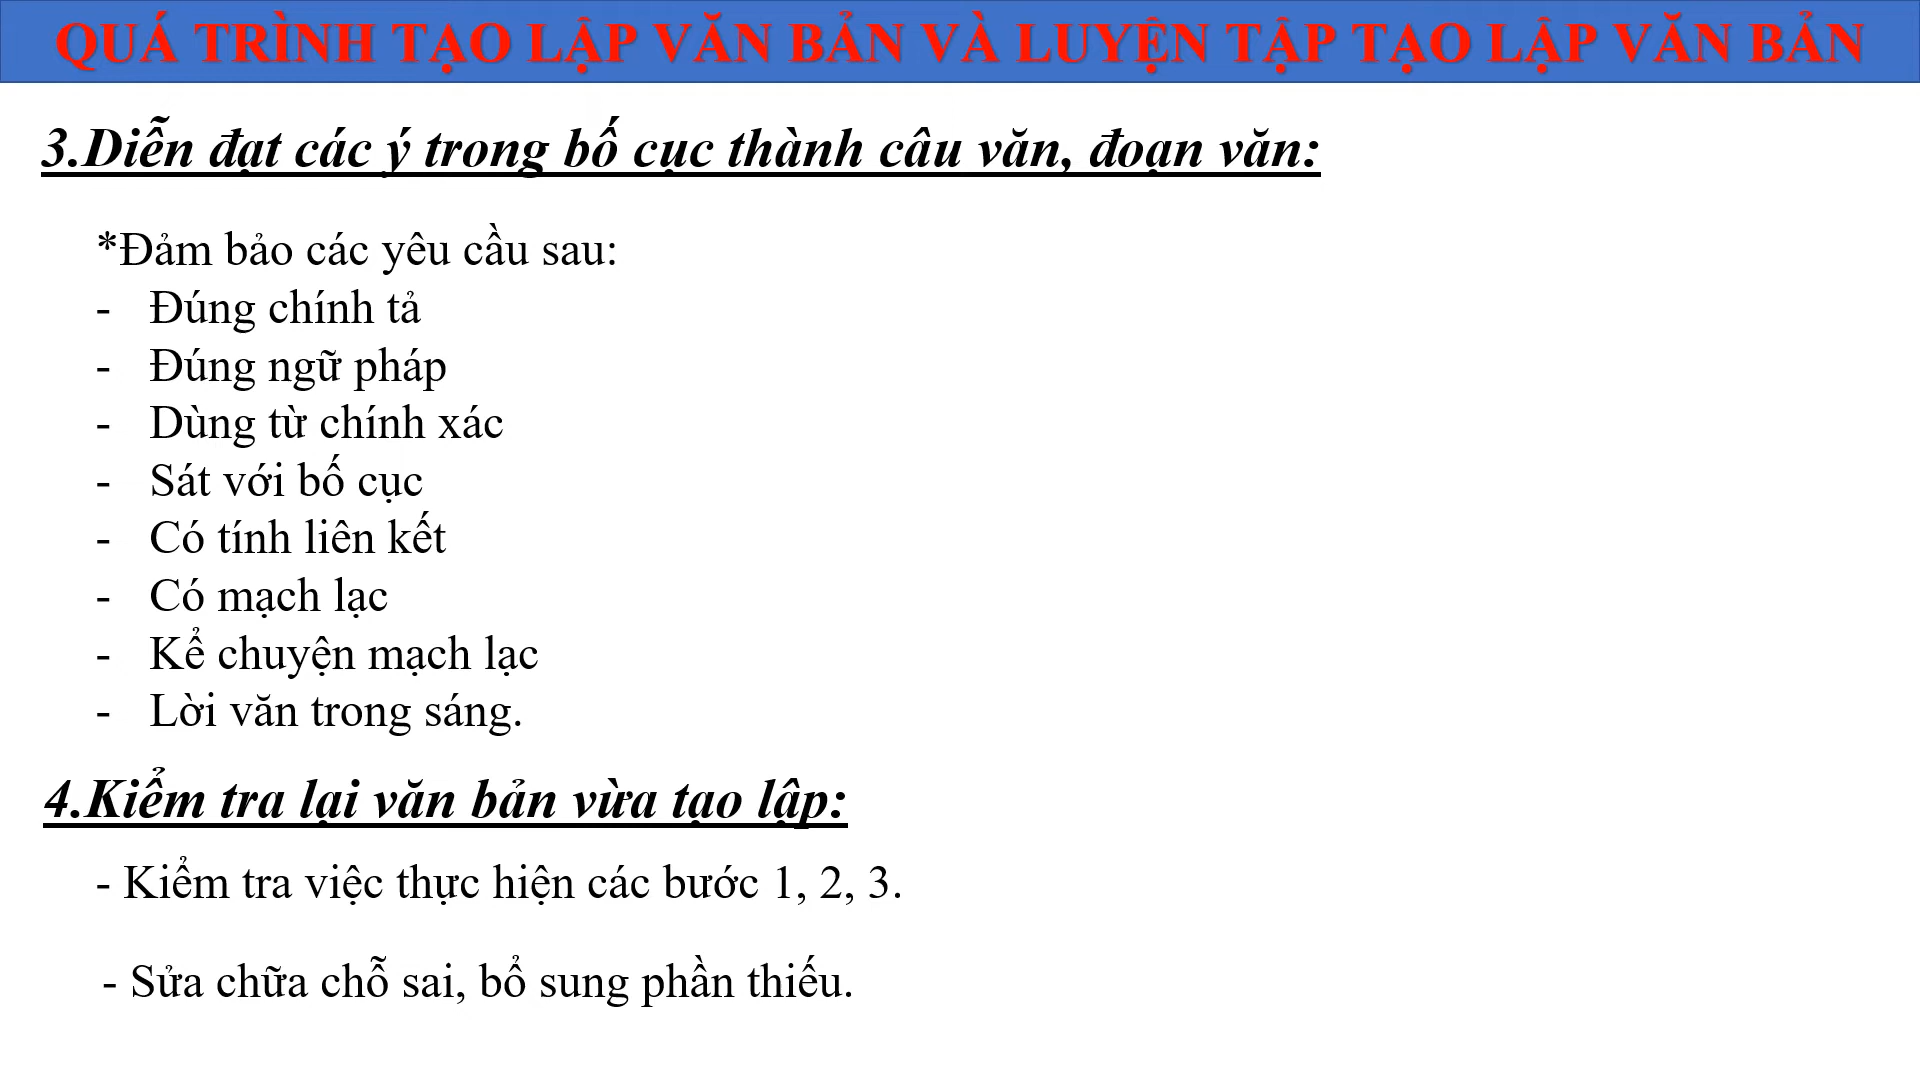 QUÁ TRÌNH TẠO LẬP VĂN BẢN VÀ LUYỆN TẬP TẠO LẬP VĂN BẢN
3.Diễn đạt các ý trong bố cục thành câu văn, đoạn văn:
*Đảm bảo các yêu cầu sau:
- Đúng chính tả
- Đúng ngữ pháp
- Dùng từ chính xác
- Sát với bố cục
- Có tính liên kết
- Có mạch lạc
- Kể chuyện mạch lạc
- Lời văn trong sáng.
4.Kiểm tra lại văn bản vừa tạo lập:
- Kiểm tra việc thực hiện các bước 1, 2, 3.
- Sửa chữa chỗ sai, bổ sung phần thiếu.